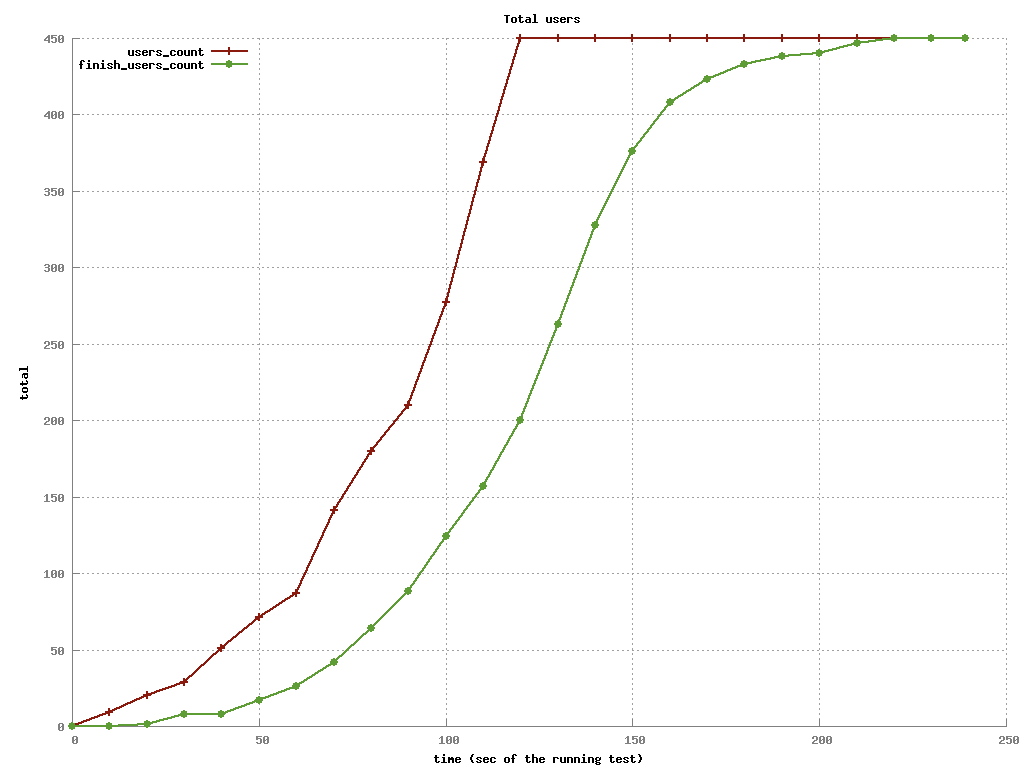 Total users
users_count
finish_users_count
450
400
350
300
250
200
150
100
50
0
total
0 50 100 150 200 250
time (sec of the running test)